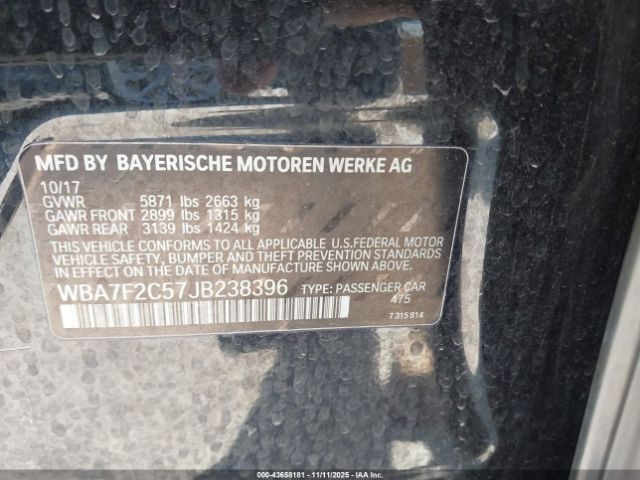 MFD BY BAYERISCHE MOTOREN WERKE AG
10/17
GVWR 5871 lbs 2663 kg
GAWR FRONT 2899 lbs 1315 kg
GAWR REAR 3139 lbs 1424 kg
THIS VEHICLE CONFORMS TO ALL APPLICABLE U.S.FEDERAL MOTOR
VEHICLE SAFETY, BUMPER AND THEFT PREVENTION STANDARDS
IN EFFECT ON THE DATE OF MANUFACTURE SHOWN ABOVE.
WBA7F2C57JB238396 TYPE: PASSENGER CAR
475
7315814
000-43658181 - 11/11/2025 - IAA Inc.